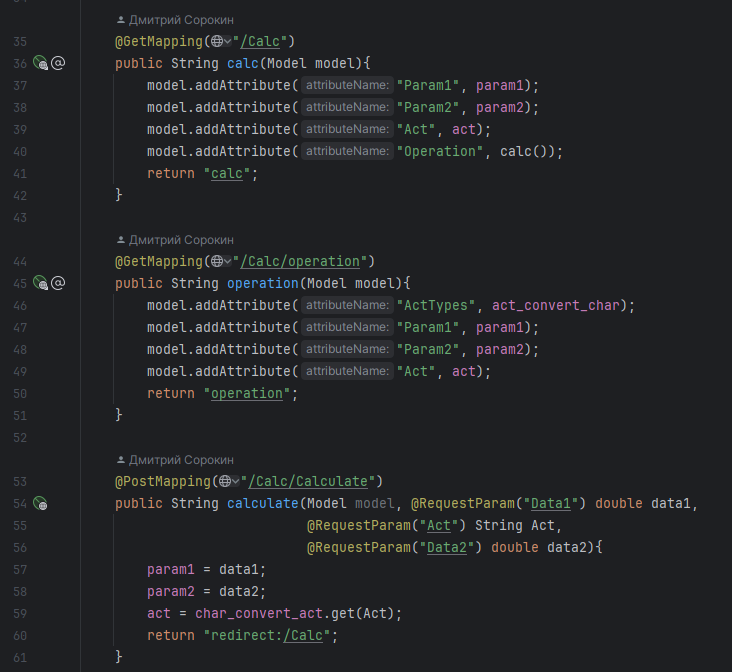 Дмитрий Сорокин
35 @GetMapping("/Calc")
36 public String calc(Model model){
37 model.addAttribute( attributeName: "Param1", param1);
38 model.addAttribute( attributeName: "Param2", param2);
39 model.addAttribute( attributeName: "Act", act);
40 model.addAttribute( attributeName: "Operation", calc());
41 return "calc";
42 }
43
Дмитрий Сорокин
44 @GetMapping("/Calc/operation")
45 public String operation(Model model){
46 model.addAttribute( attributeName: "ActTypes", act_convert_char);
47 model.addAttribute( attributeName: "Param1", param1);
48 model.addAttribute( attributeName: "Param2", param2);
49 model.addAttribute( attributeName: "Act", act);
50 return "operation";
51 }
52
Дмитрий Сорокин
53 @PostMapping("/Calc/Calculate")
54 public String calculate(Model model, @RequestParam("Data1") double data1,
55 @RequestParam("Act") String Act,
56 @RequestParam("Data2") double data2){
57 param1 = data1;
58 param2 = data2;
59 act = char_convert_act.get(Act);
60 return "redirect:/Calc";
61 }